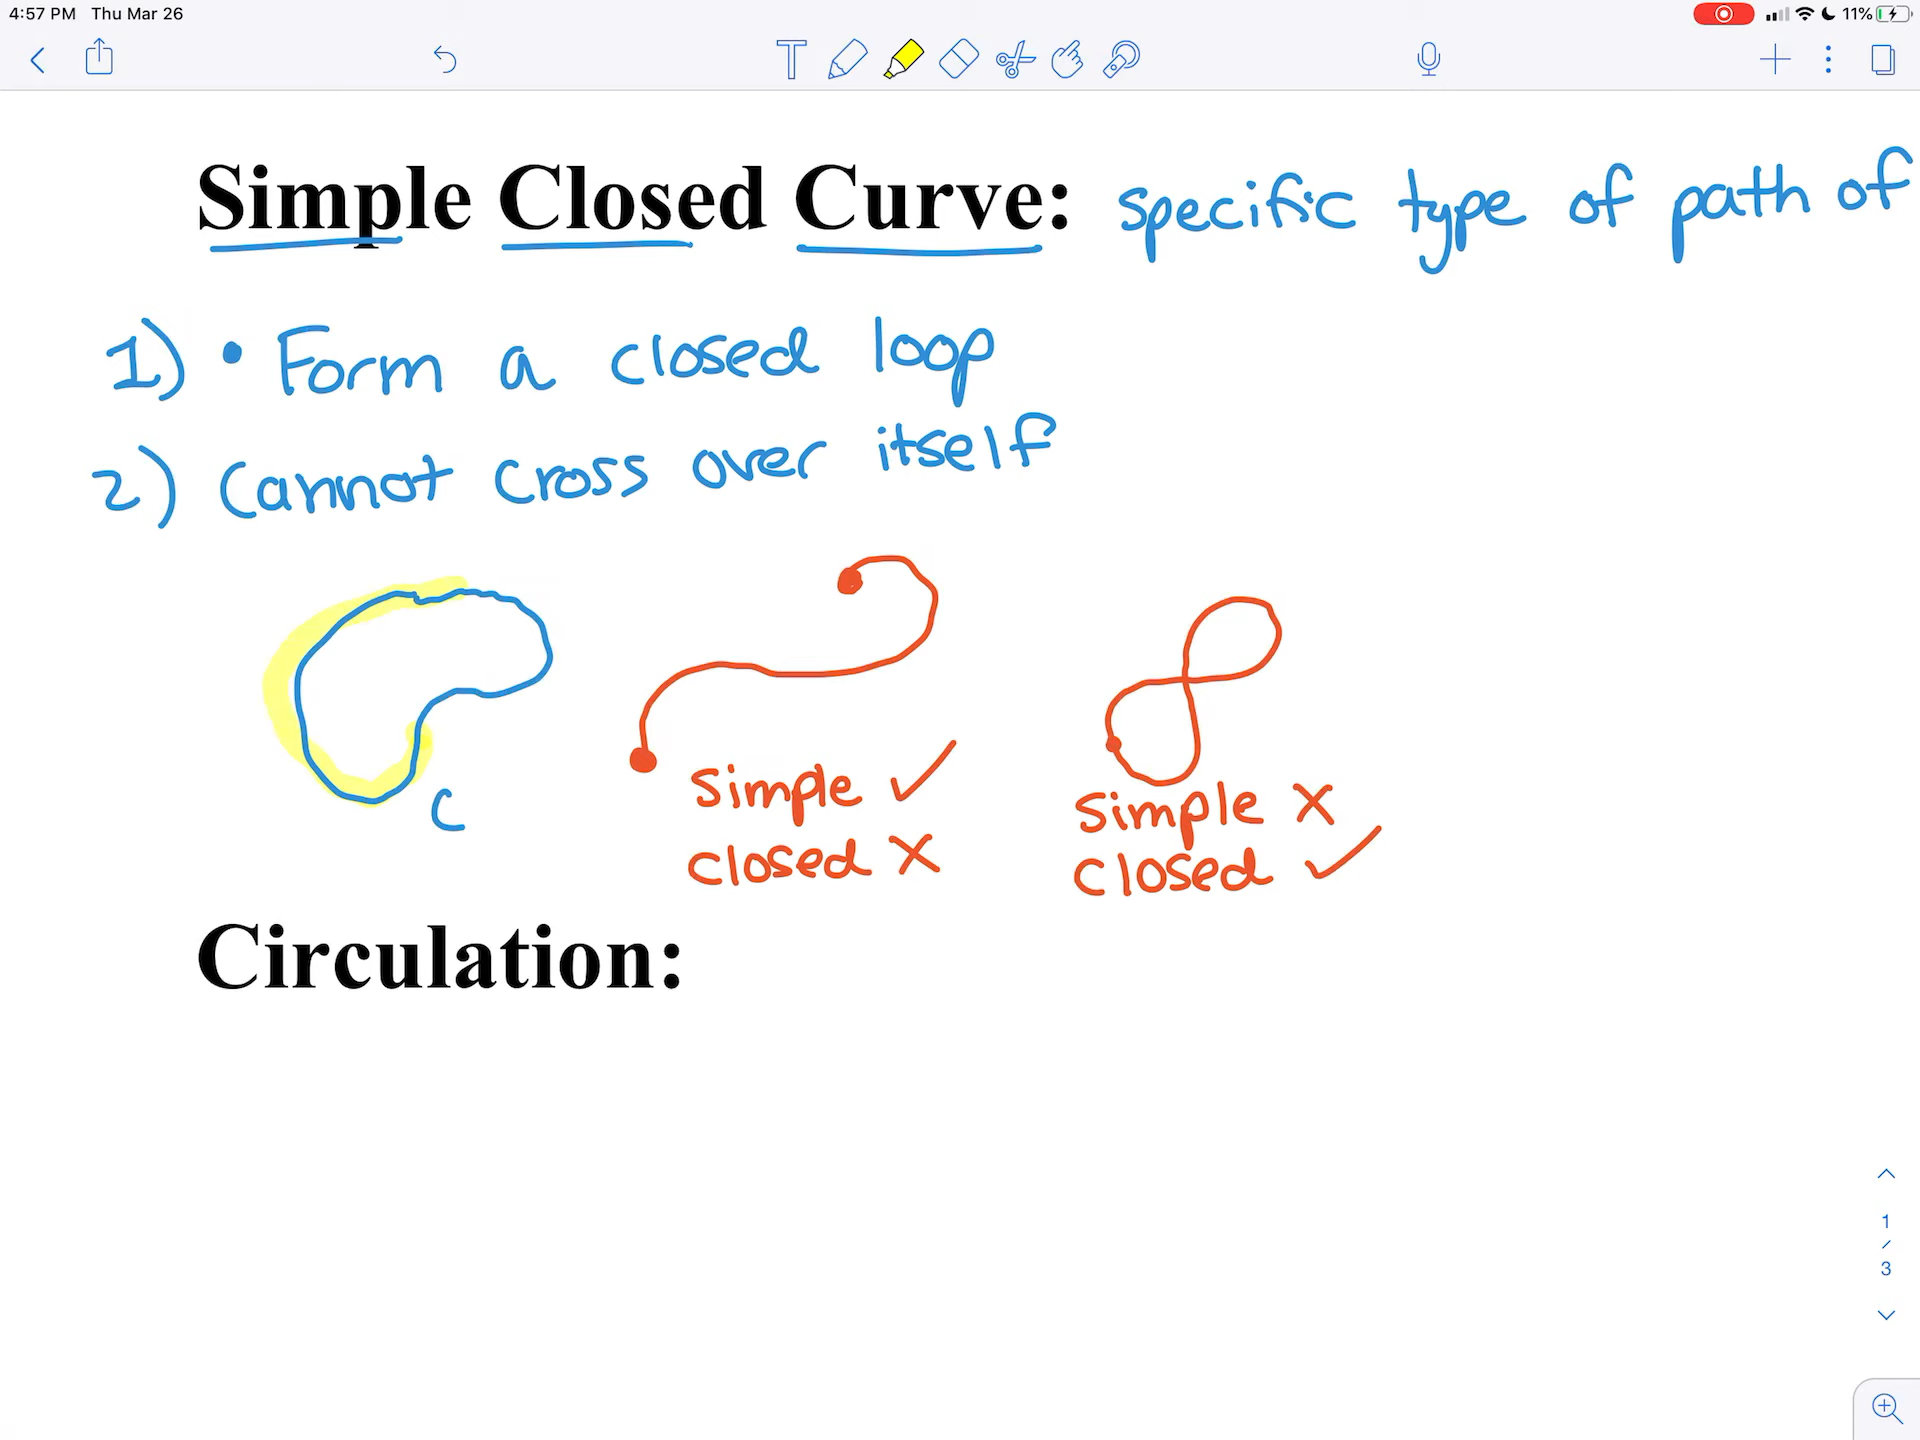 4:57 PM Thu Mar 26 11%
Simple Closed Curve: specific type of path of
1) • Form a closed loop
2) Cannot cross over itself
C
simple ✓
closed X
simple X
closed ✓
Circulation:
1
/
3